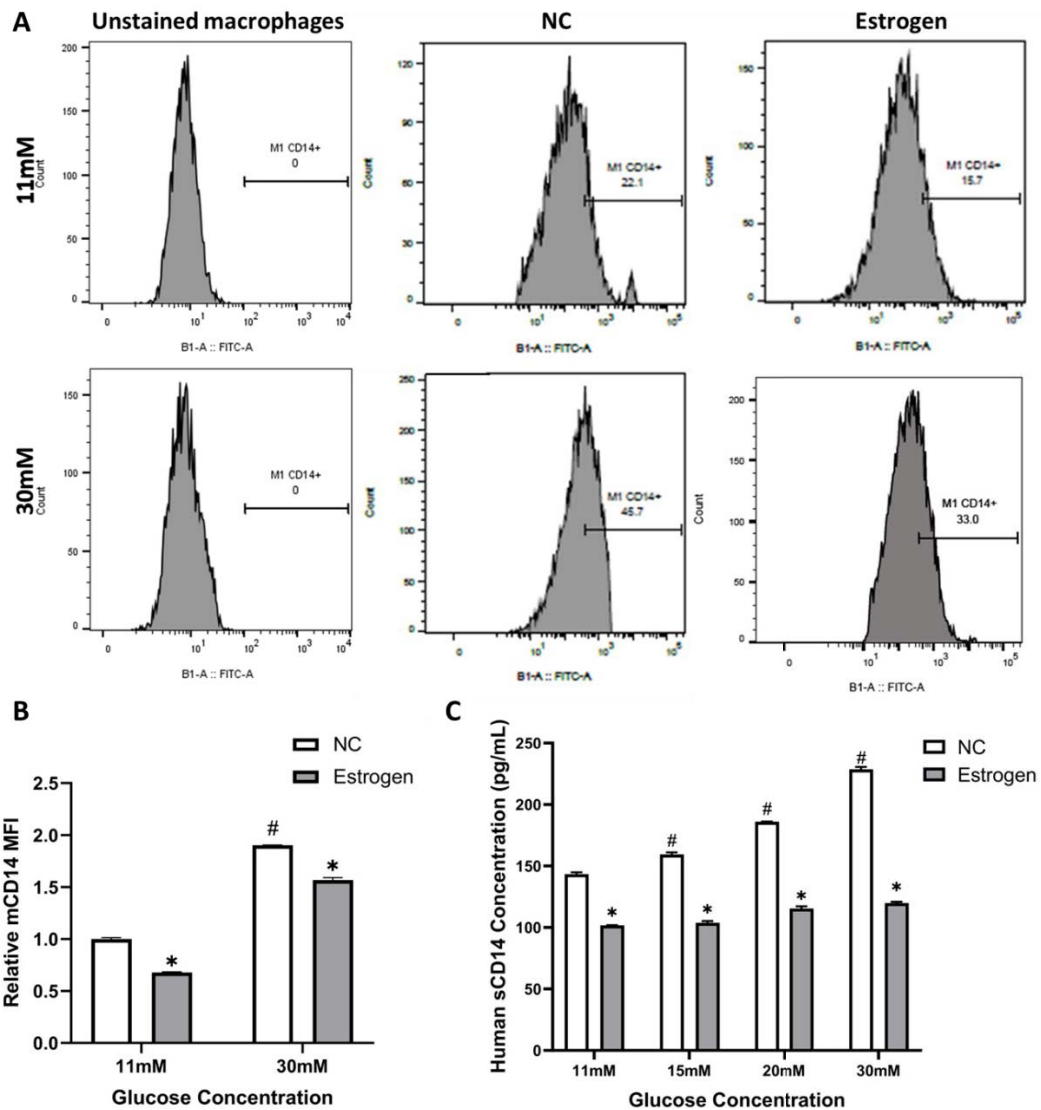 A
Unstained macrophages
NC
Estrogen
11mM
Count
200
150
100
50
0
M1 CD14+
0
0
10^1
10^2
10^3
10^4
B1-A :: FITC-A
Count
120
90
60
30
0
M1 CD14+
22.1
0
10^1
10^3
10^5
B1-A :: FITC-A
Count
150
100
50
0
M1 CD14+
15.7
0
10^1
10^3
10^5
B1-A :: FITC-A
30mM
Count
150
100
50
0
M1 CD14+
0
0
10^1
10^2
10^3
10^4
B1-A :: FITC-A
Count
250
200
150
100
50
0
M1 CD14+
45.7
0
10^1
10^3
10^5
B1-A :: FITC-A
Count
200
150
100
50
0
M1 CD14+
33.0
0
10^1
10^3
10^5
B1-A :: FITC-A
B
NC
Estrogen
Relative mCD14 MFI
2.5
2.0
1.5
1.0
0.5
0.0
*
#
*
11mM
30mM
Glucose Concentration
C
NC
Estrogen
Human sCD14 Concentration (pg/mL)
250
200
150
100
50
0
*
#
*
#
*
#
*
11mM
15mM
20mM
30mM
Glucose Concentration